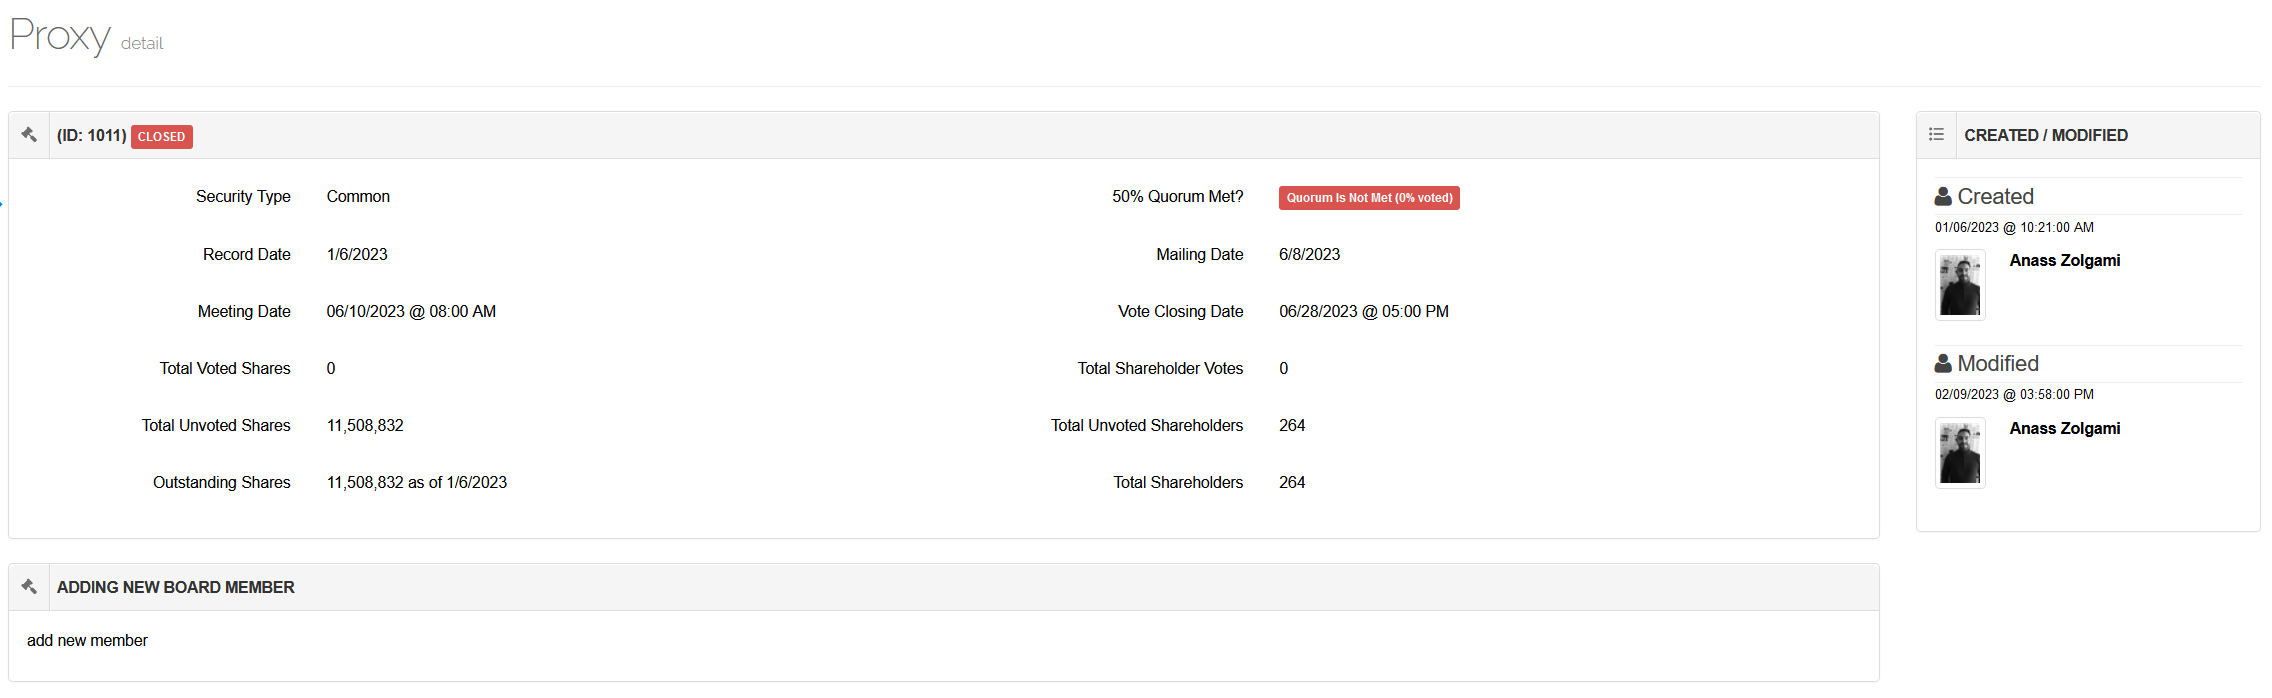 Proxy detail
(ID: 1011) CLOSED
Security Type Common
50% Quorum Met? Quorum Is Not Met (0% voted)
Record Date 1/6/2023
Mailing Date 6/8/2023
Meeting Date 06/10/2023 @ 08:00 AM
Vote Closing Date 06/28/2023 @ 05:00 PM
Total Voted Shares 0
Total Shareholder Votes 0
Total Unvoted Shares 11,508,832
Total Unvoted Shareholders 264
Outstanding Shares 11,508,832 as of 1/6/2023
Total Shareholders 264
ADDING NEW BOARD MEMBER
add new member
CREATED / MODIFIED
Created
01/06/2023 @ 10:21:00 AM
Anass Zolgami
Modified
02/09/2023 @ 03:58:00 PM
Anass Zolgami